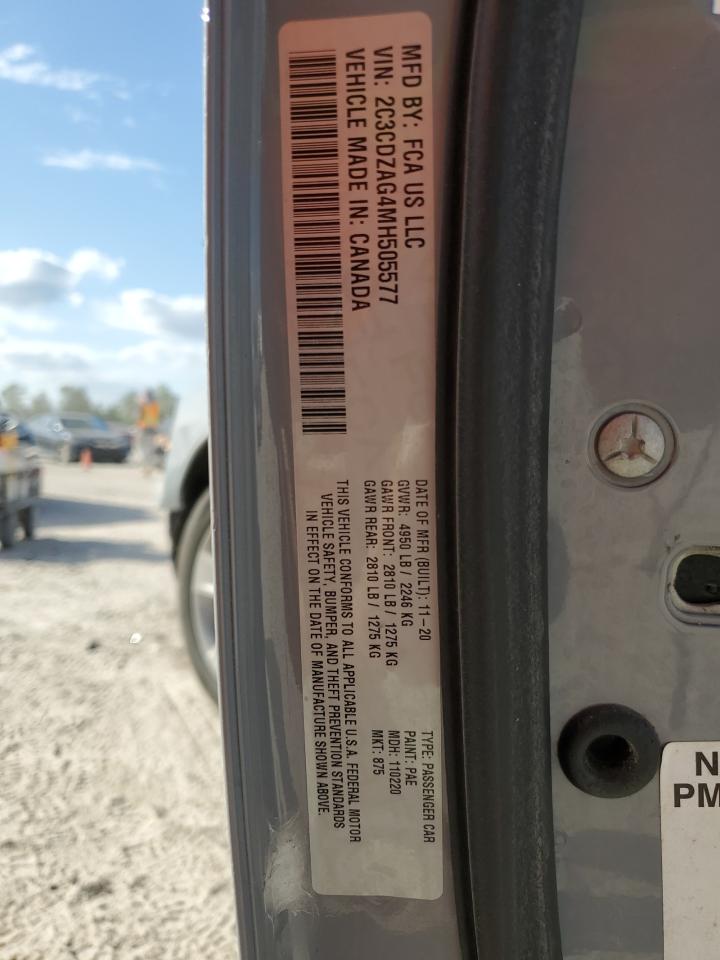 MFD BY: FCA US LLC
VIN: 2C3CDZAG4MH505577
VEHICLE MADE IN: CANADA
DATE OF MFR (BUILT): 11-20
GVWR: 4950 LB / 2246 KG
GAWR FRONT: 2810 LB / 1275 KG
GAWR REAR: 2810 LB / 1275 KG
THIS VEHICLE CONFORMS TO ALL APPLICABLE U.S.A. FEDERAL MOTOR
VEHICLE SAFETY, BUMPER, AND THEFT PREVENTION STANDARDS
IN EFFECT ON THE DATE OF MANUFACTURE SHOWN ABOVE.
TYPE: PASSENGER CAR
PAINT: PAE
MDH: 110220
MKT: 875
N
PM